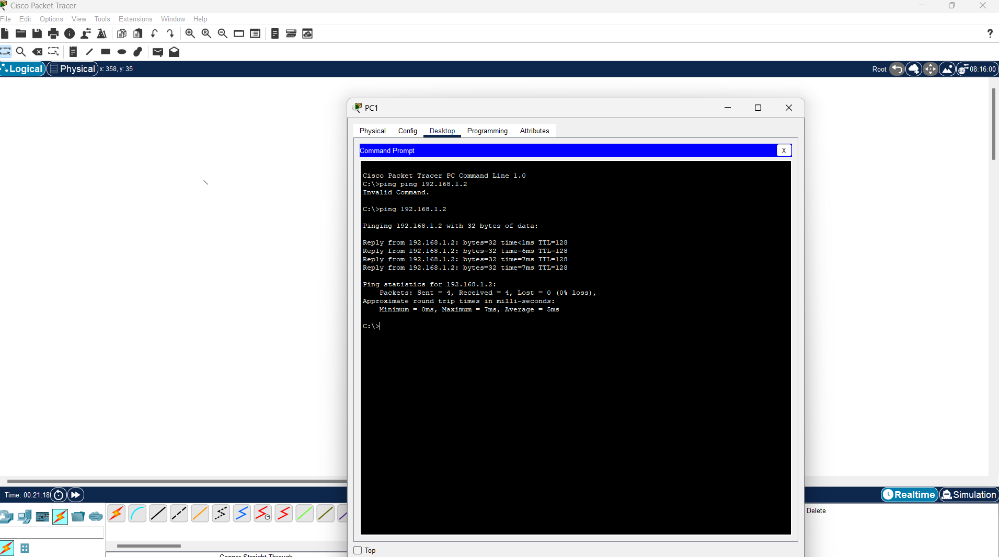 Cisco Packet Tracer
File Edit Options View Tools Extensions Window Help
?
Logical Physical x: 358, y: 35 Root 08:16:00
PC1
Physical Config Desktop Programming Attributes
Command Prompt X
Cisco Packet Tracer PC Command Line 1.0
C:\>ping ping 192.168.1.2
Invalid Command.
C:\>ping 192.168.1.2
Pinging 192.168.1.2 with 32 bytes of data:
Reply from 192.168.1.2: bytes=32 time<1ms TTL=128
Reply from 192.168.1.2: bytes=32 time=6ms TTL=128
Reply from 192.168.1.2: bytes=32 time=7ms TTL=128
Reply from 192.168.1.2: bytes=32 time=7ms TTL=128
Ping statistics for 192.168.1.2:
Packets: Sent = 4, Received = 4, Lost = 0 (0% loss),
Approximate round trip times in milli-seconds:
Minimum = 0ms, Maximum = 7ms, Average = 5ms
C:\>
Time: 00:21:18 Realtime Simulation
Delete
Top
Copper Straight-Through